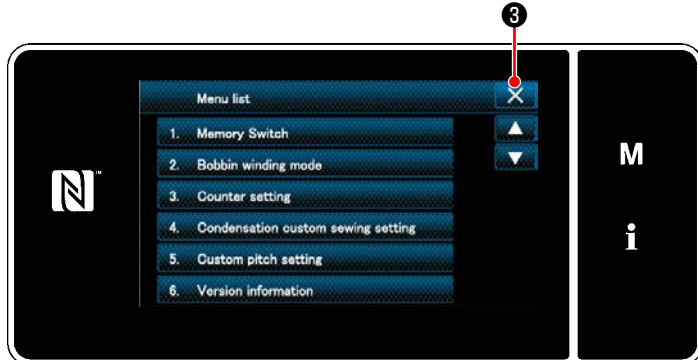 ❸
Menu list
1. Memory Switch
2. Bobbin winding mode
3. Counter setting
4. Condensation custom sewing setting
5. Custom pitch setting
6. Version information
M
i